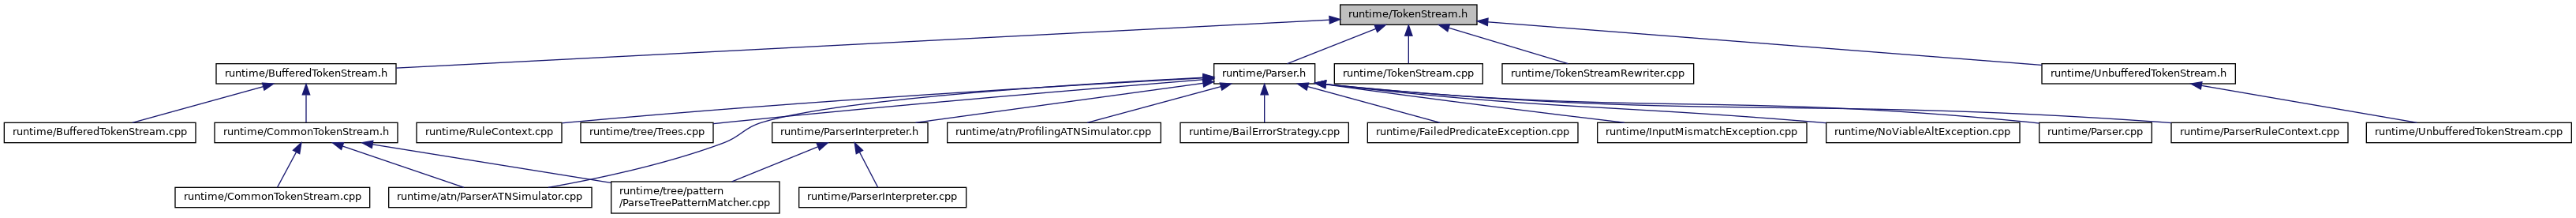 runtime/TokenStream.h
runtime/BufferedTokenStream.h
runtime/Parser.h
runtime/TokenStream.cpp
runtime/TokenStreamRewriter.cpp
runtime/UnbufferedTokenStream.h
runtime/BufferedTokenStream.cpp
runtime/CommonTokenStream.h
runtime/RuleContext.cpp
runtime/tree/Trees.cpp
runtime/ParserInterpreter.h
runtime/atn/ProfilingATNSimulator.cpp
runtime/BailErrorStrategy.cpp
runtime/FailedPredicateException.cpp
runtime/InputMismatchException.cpp
runtime/NoViableAltException.cpp
runtime/Parser.cpp
runtime/ParserRuleContext.cpp
runtime/UnbufferedTokenStream.cpp
runtime/CommonTokenStream.cpp
runtime/atn/ParserATNSimulator.cpp
runtime/tree/pattern
/ParseTreePatternMatcher.cpp
runtime/ParserInterpreter.cpp